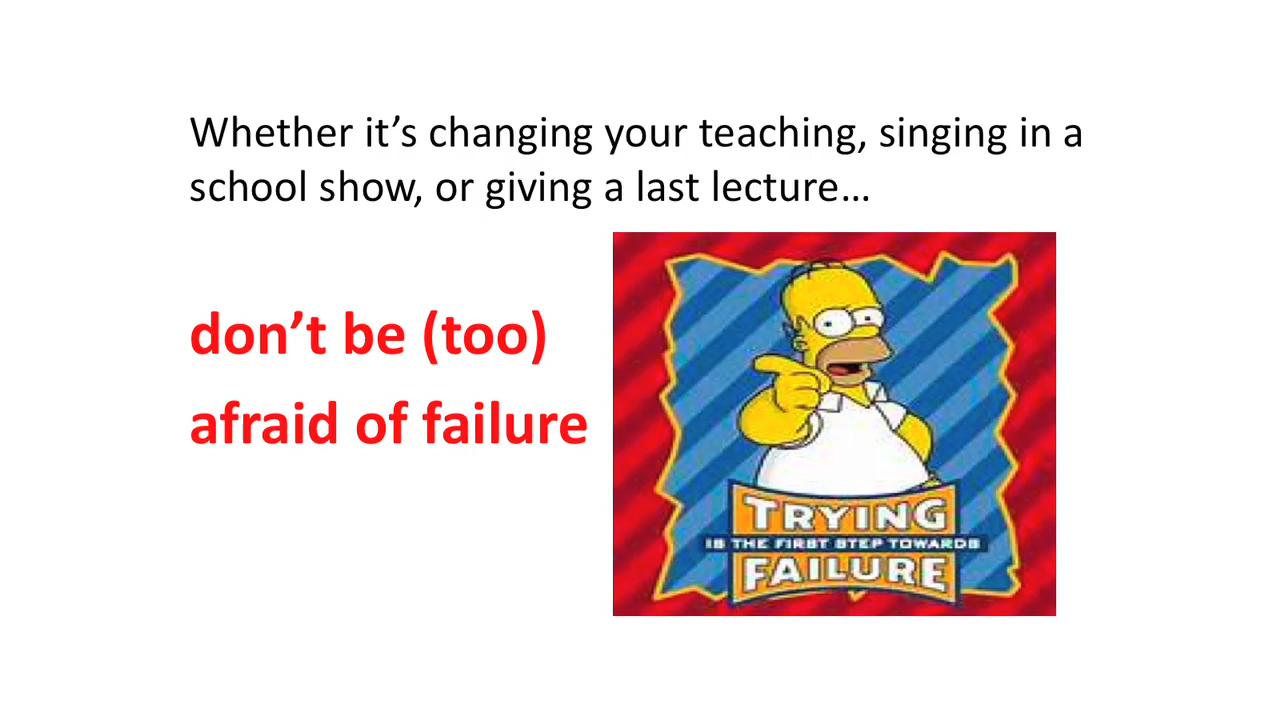 Whether it’s changing your teaching, singing in a
school show, or giving a last lecture…
don’t be (too)
afraid of failure
TRYING
IS THE FIRST STEP TOWARDS
FAILURE